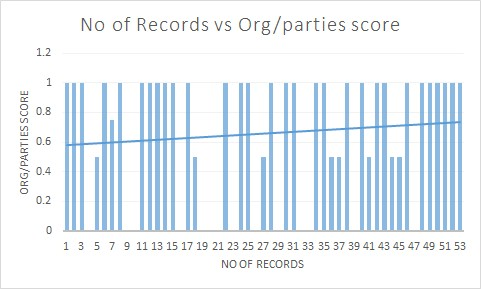 No of Records vs Org/parties score
1.2
1
0.8
0.6
0.4
0.2
0
ORG/PARTIES SCORE
1 3 5 7 9 11 13 15 17 19 21 23 25 27 29 31 33 35 37 39 41 43 45 47 49 51 53
NO OF RECORDS